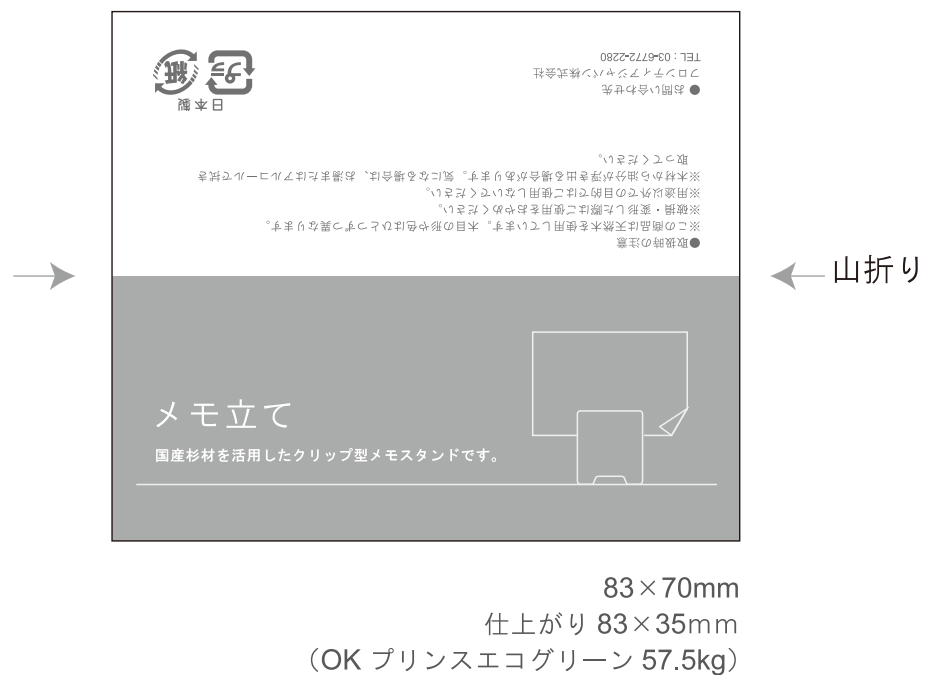 ●取扱時の注意
※この商品は天然木を使用しています。木目の形や色はひとつずつ異なります。
※破損・変形した際はご使用をおやめください。
※用途以外での目的ではご使用しないでください。
※木材から油分が浮き出る場合があります。気になる場合は、お湯またはアルコールで拭き
取ってください。
● お問い合わせ先
フロンティアジャパン株式会社
TEL : 03-6772-2280
プラ
紙
日本製
山折り
メモ立て
国産杉材を活用したクリップ型メモスタンドです。
83×70mm
仕上がり 83×35mm
（OK プリンスエコグリーン 57.5kg）